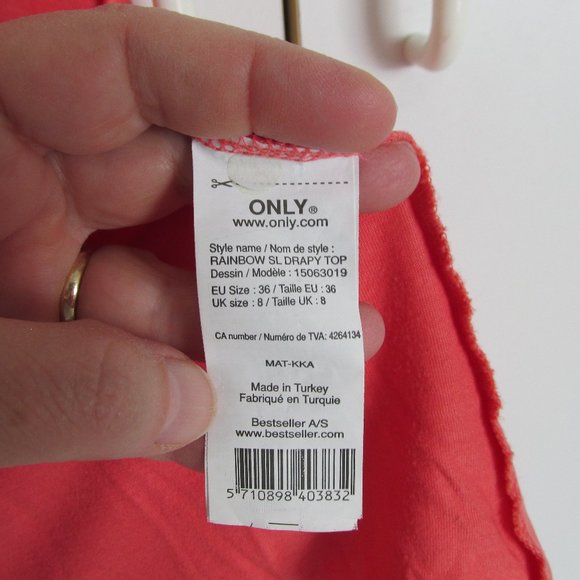 ONLY®
www.only.com
Style name / Nom de style :
RAINBOW SL DRAPY TOP
Dessin / Modèle : 15063019
EU Size : 36 / Taille EU : 36
UK size : 8 / Taille UK : 8
CA number / Numéro de TVA: 4264134
MAT-KKA
Made in Turkey
Fabriqué en Turquie
Bestseller A/S
www.bestseller.com
5 710898 403832